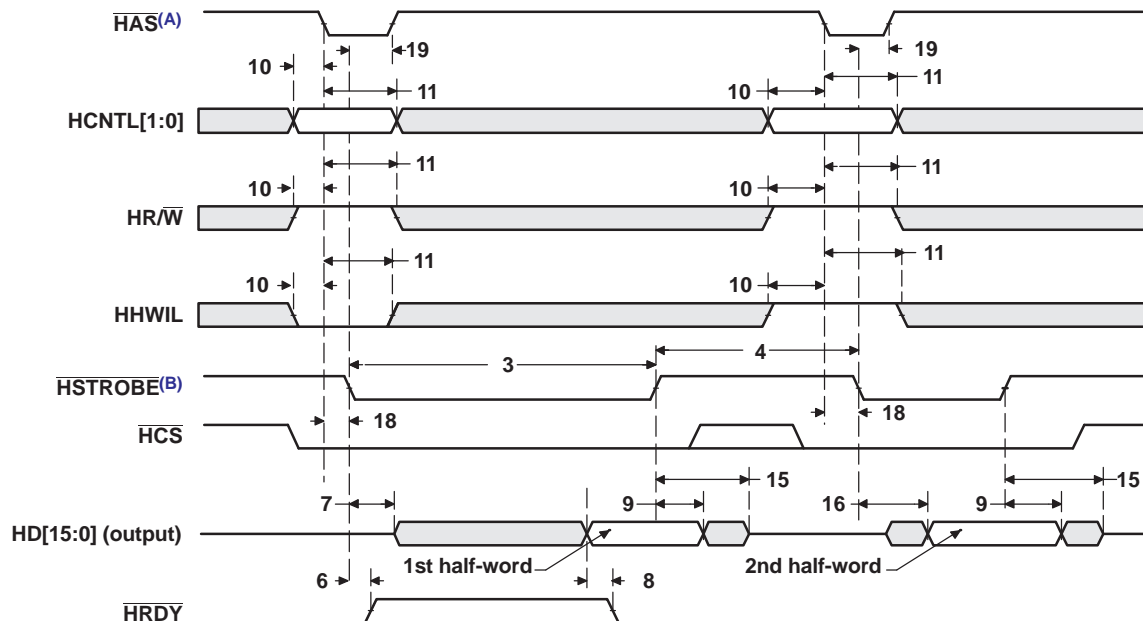 HAS(A)
19
19
10
11
10
11
HCNTL[1:0]
11
11
10
10
HR/W
11
11
10
10
HHWIL
3
4
HSTROBE(B)
18
18
HCS
15
15
7
9
16
9
HD[15:0] (output)
1st half-word
2nd half-word
6
8
HRDY